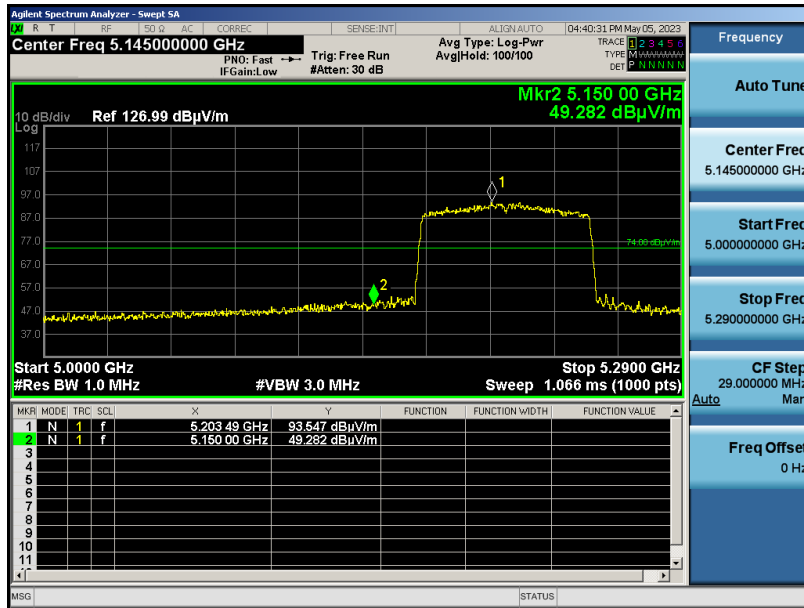 Agilent Spectrum Analyzer - Swept SA
LXI R T RF 50 Ω AC CORREC SENSE:INT ALIGN AUTO 04:40:31 PM May 05, 2023
Center Freq 5.145000000 GHz Avg Type: Log-Pwr TRACE 1 2 3 4 5 6
PNO: Fast Trig: Free Run Avg|Hold: 100/100 TYPE M W W W W W
IFGain:Low #Atten: 30 dB DET P N N N N N
Mkr2 5.150 00 GHz
10 dB/div Ref 126.99 dBµV/m 49.282 dBµV/m
Log
117
107
97.0
87.0
77.0
67.0
57.0
47.0
37.0
1
2
74.00 dBµV/m
Start 5.0000 GHz Stop 5.2900 GHz
#Res BW 1.0 MHz #VBW 3.0 MHz Sweep 1.066 ms (1000 pts)
MKR MODE TRC SCL X Y FUNCTION FUNCTION WIDTH FUNCTION VALUE
1 N 1 f 5.203 49 GHz 93.547 dBµV/m
2 N 1 f 5.150 00 GHz 49.282 dBµV/m
3
4
5
6
7
8
9
10
11
MSG STATUS
Frequency
Auto Tune
Center Freq
5.145000000 GHz
Start Freq
5.000000000 GHz
Stop Freq
5.290000000 GHz
CF Step
29.000000 MHz
Auto Man
Freq Offset
0 Hz